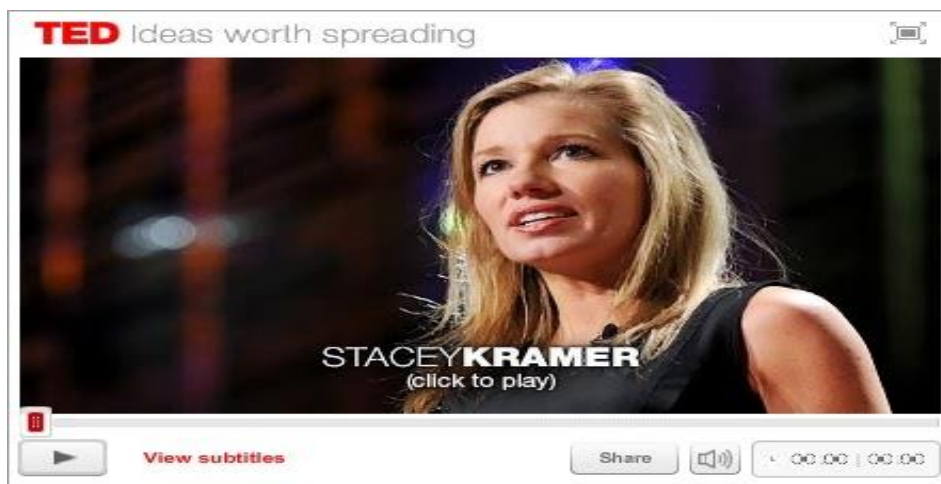 TED Ideas worth spreading
STACEYKRAMER
(click to play)
View subtitles
Share
00:00 | 00:00